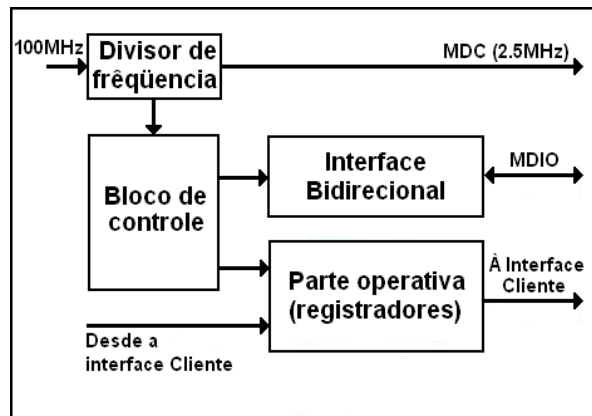 100MHz
Divisor de
frêqüencia
MDC (2.5MHz)
Bloco de
controle
Interface
Bidirecional
MDIO
Parte operativa
(registradores)
À Interface
Cliente
Desde a
interface Cliente